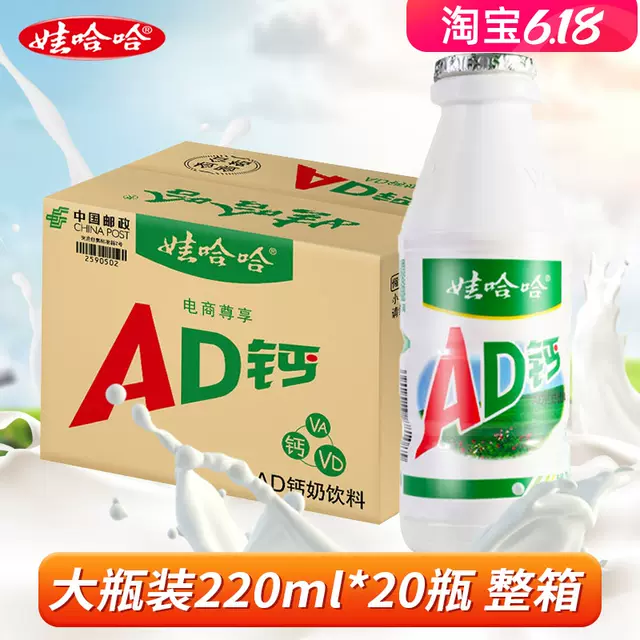 娃哈哈®
淘宝6.18
中国邮政
CHINA POST
2590502
娃哈哈
电商尊享
AD钙
VA
钙
VD
AD钙奶饮料
娃哈哈
AD钙
大瓶装220ml*20瓶 整箱